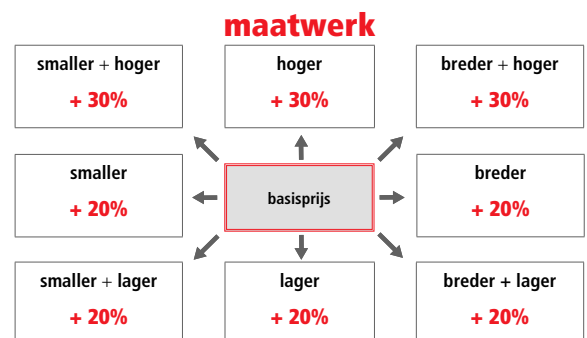 maatwerk
smaller + hoger
+ 30%
hoger
+ 30%
breder + hoger
+ 30%
smaller
+ 20%
basisprijs
breder
+ 20%
smaller + lager
+ 20%
lager
+ 20%
breder + lager
+ 20%